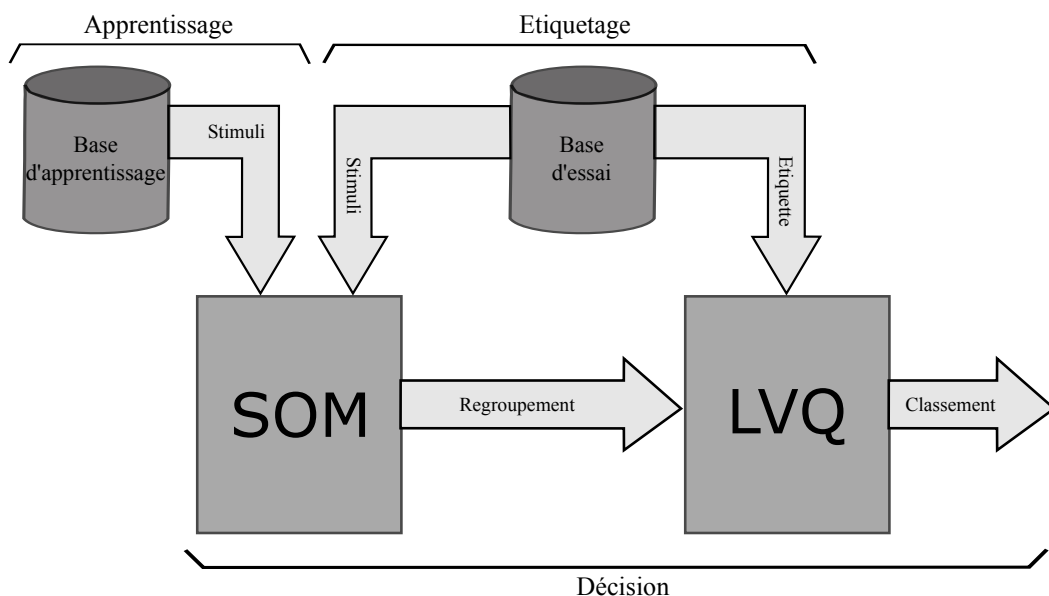 Apprentissage
Etiquetage
Base
d'apprentissage
Stimuli
Stimuli
Base
d'essai
Etiquette
SOM
Regroupement
LVQ
Classement
Décision